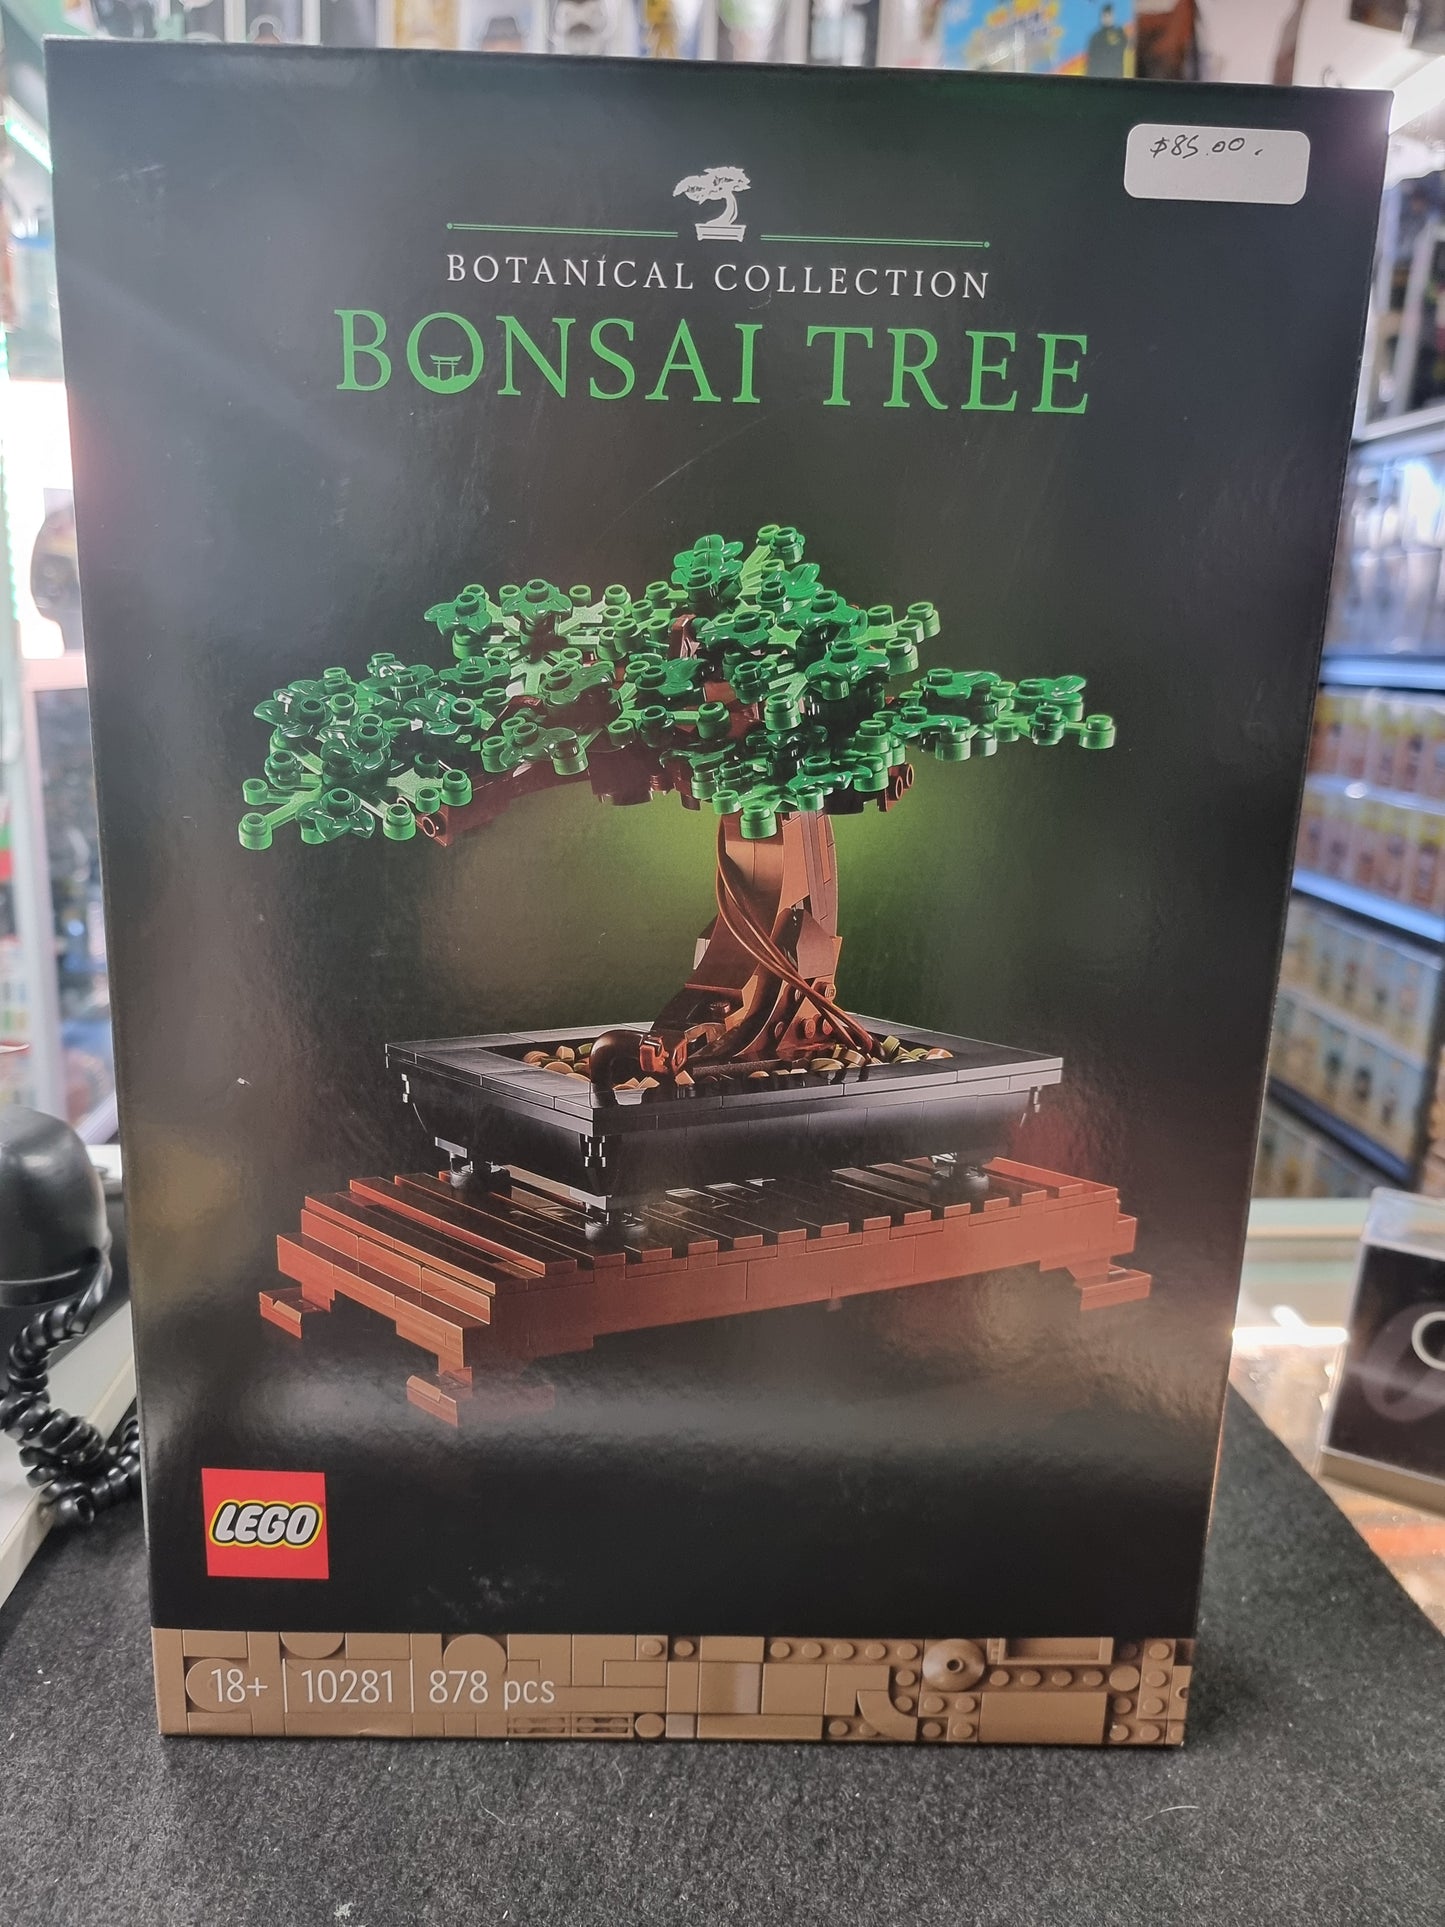 $85.00.
BOTANICAL COLLECTION
BONSAI TREE
LEGO
18+ 10281 878 pcs